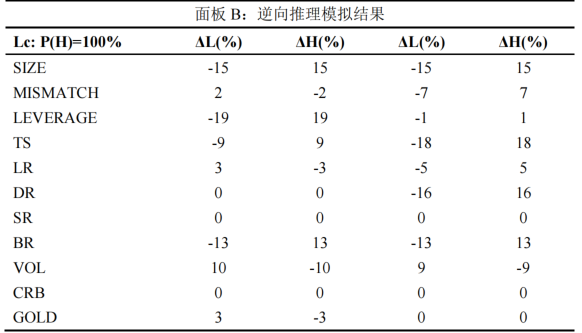 面板 B：逆向推理模拟结果
Lc: P(H)=100% ΔL(%) ΔH(%) ΔL(%) ΔH(%)
SIZE -15 15 -15 15
MISMATCH 2 -2 -7 7
LEVERAGE -19 19 -1 1
TS -9 9 -18 18
LR 3 -3 -5 5
DR 0 0 -16 16
SR 0 0 0 0
BR -13 13 -13 13
VOL 10 -10 9 -9
CRB 0 0 0 0
GOLD 3 -3 0 0